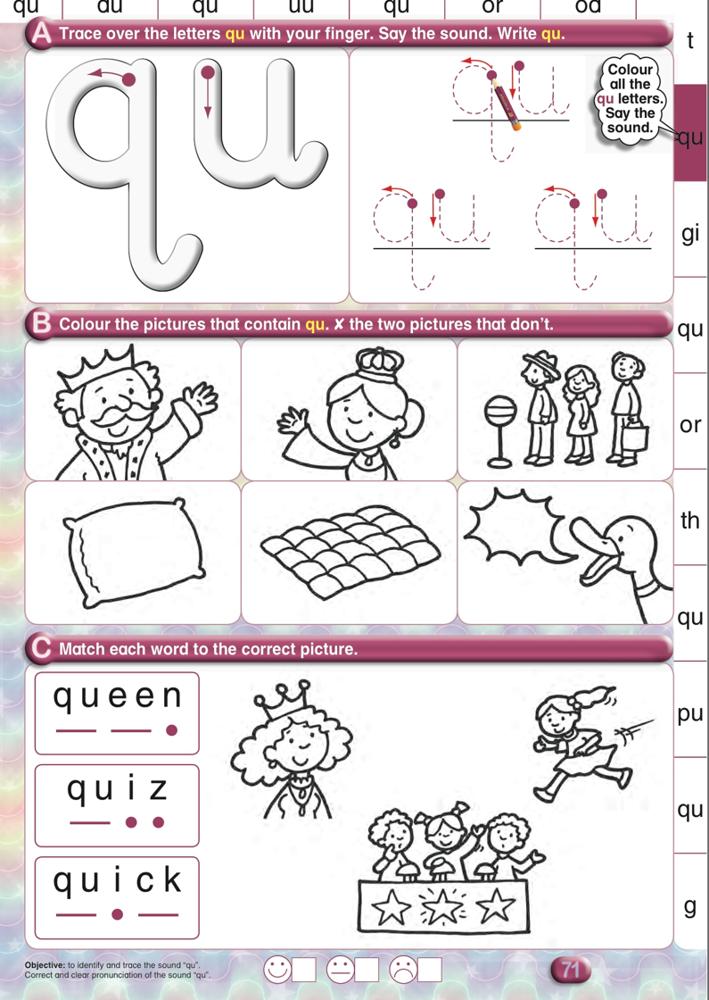 qu qu qu or
A Trace over the letters qu with your finger. Say the sound. Write qu.
qu
qu
qu qu
Colour
all the
qu letters.
Say the
sound.
t
qu
gi
qu
or
th
qu
pu
qu
g
B Colour the pictures that contain qu. ✘ the two pictures that don't.
C Match each word to the correct picture.
queen
quiz
quick
Objective: to identify and trace the sound “qu”.
Correct and clear pronunciation of the sound “qu”.
71